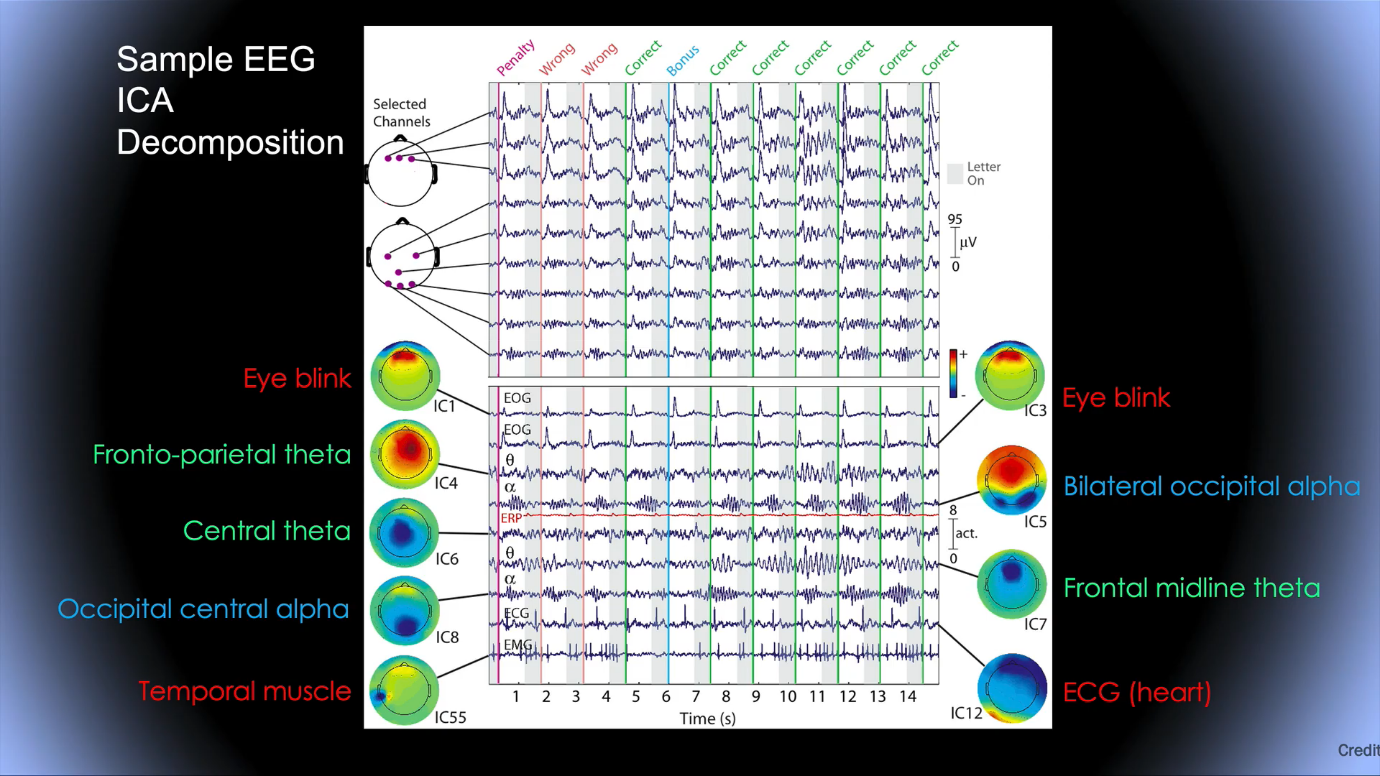 Sample EEG
ICA
Decomposition
Penalty
Wrong
Wrong
Correct
Bonus
Correct
Correct
Correct
Correct
Correct
Correct
Selected
Channels
Letter
On
95
μV
0
+
-
Eye blink
IC1
EOG
IC3
Eye blink
EOG
Fronto-parietal theta
IC4
θ
α
IC5
Bilateral occipital alpha
ERP
8
act.
0
Central theta
IC6
θ
IC7
Frontal midline theta
α
Occipital central alpha
IC8
ECG
EMG
Temporal muscle
IC55
IC12
ECG (heart)
1 2 3 4 5 6 7 8 9 10 11 12 13 14
Time (s)
Credit